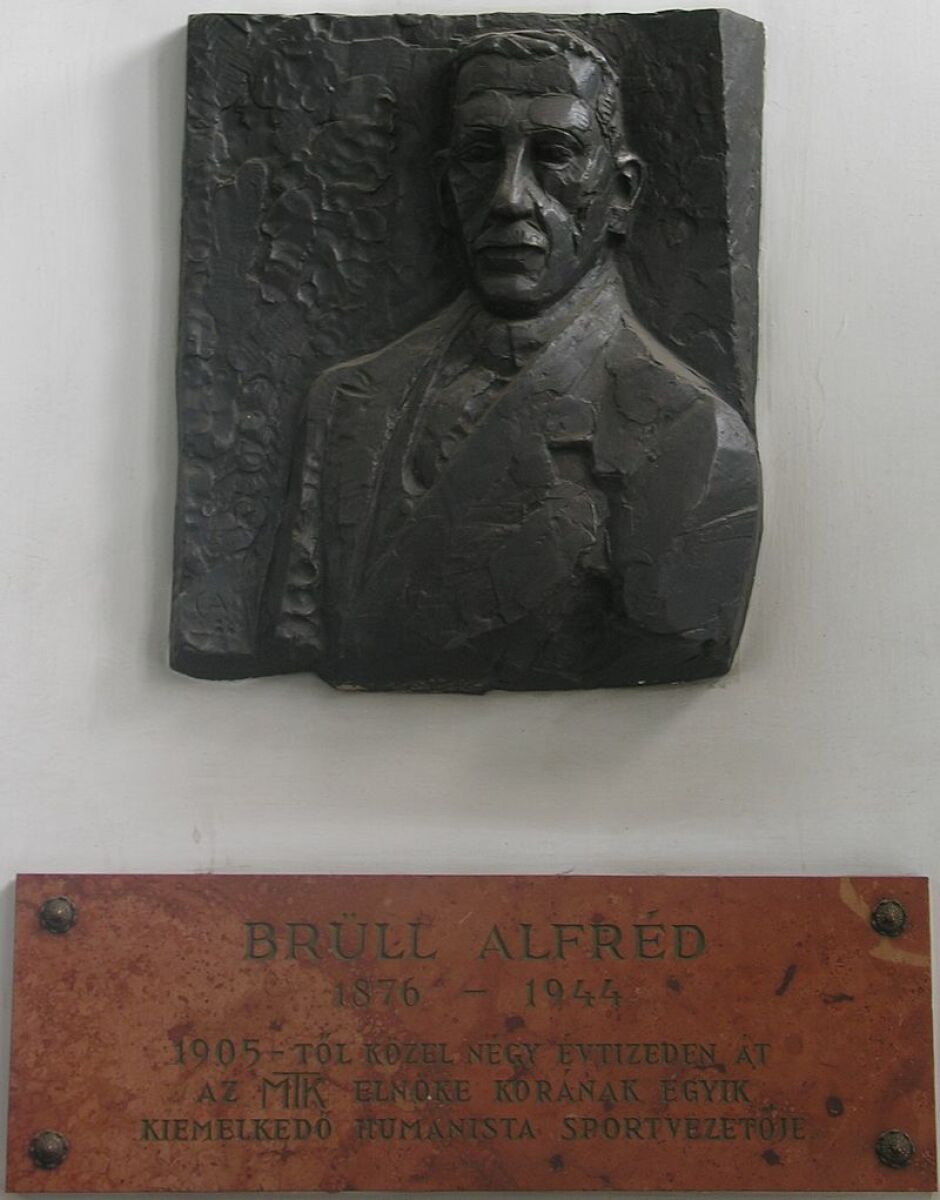 BRÜLL ALFRÉD
1876 – 1944
1905-TŐL KÖZEL NÉGY ÉVTIZEDEN ÁT
AZ MTK ELNÖKE KORÁNAK EGYIK
KIEMELKEDŐ HUMANISTA SPORTVEZETŐJE